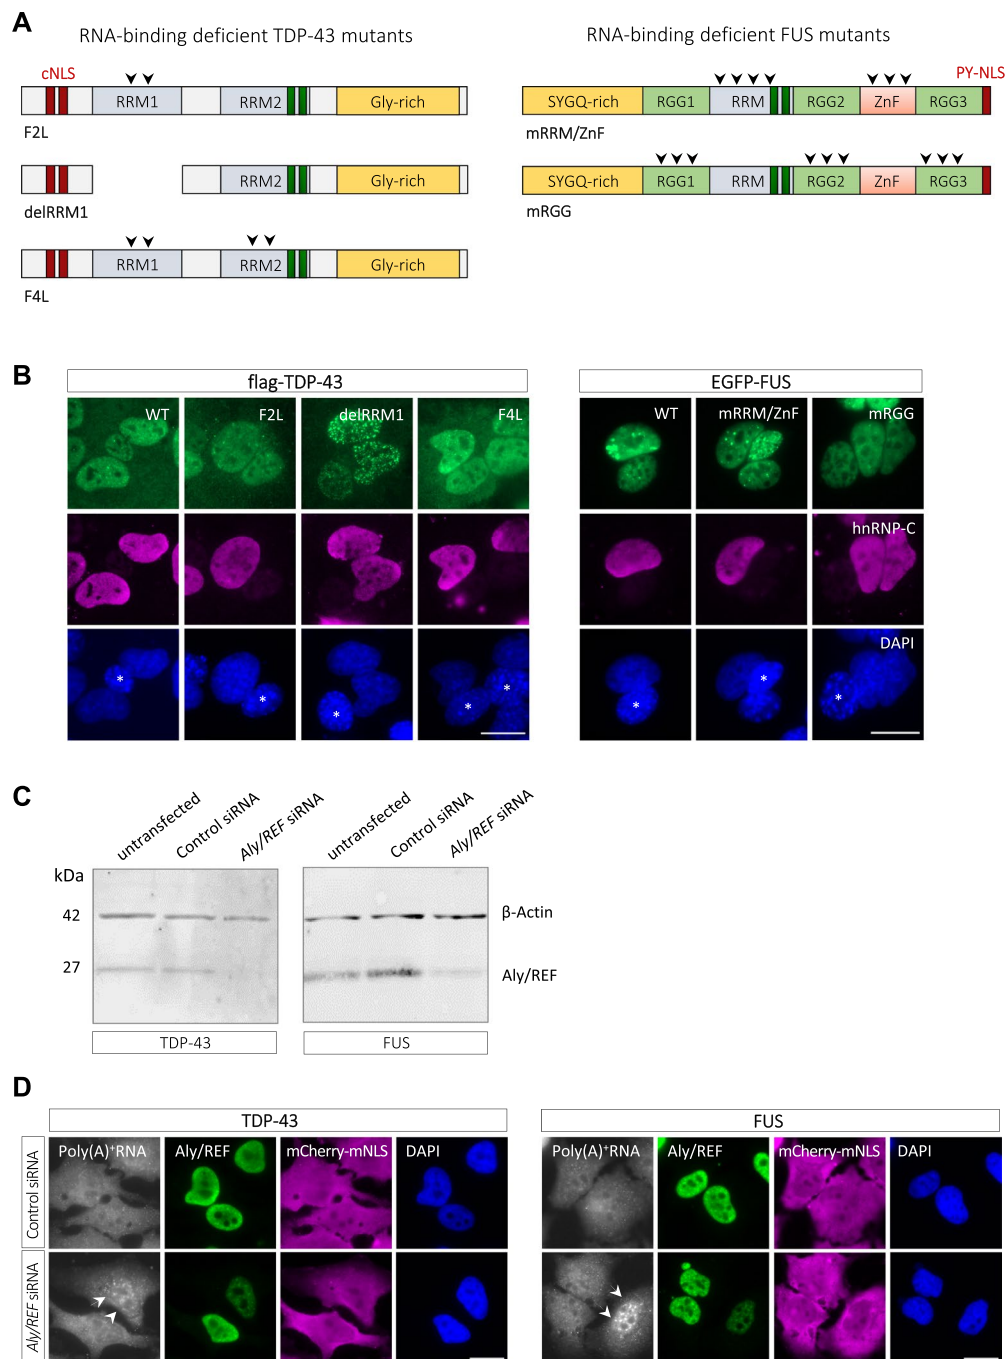 A
RNA-binding deficient TDP-43 mutants
RNA-binding deficient FUS mutants
cNLS
PY-NLS
RRM1
RRM2
Gly-rich
F2L
SYGQ-rich
RGG1
RRM
RGG2
ZnF
RGG3
mRRM/ZnF
RRM2
Gly-rich
delRRM1
SYGQ-rich
RGG1
RRM
RGG2
ZnF
RGG3
mRGG
RRM1
RRM2
Gly-rich
F4L
B
flag-TDP-43
EGFP-FUS
WT
F2L
delRRM1
F4L
WT
mRRM/ZnF
mRGG
hnRNP-C
DAPI
*
*
*
*
*
*
*
*
C
untransfected
Control siRNA
Aly/REF siRNA
untransfected
Control siRNA
Aly/REF siRNA
kDa
42
27
β-Actin
Aly/REF
TDP-43
FUS
D
TDP-43
FUS
Control siRNA
Poly(A)+RNA
Aly/REF
mCherry-mNLS
DAPI
Poly(A)+RNA
Aly/REF
mCherry-mNLS
DAPI
Aly/REF siRNA